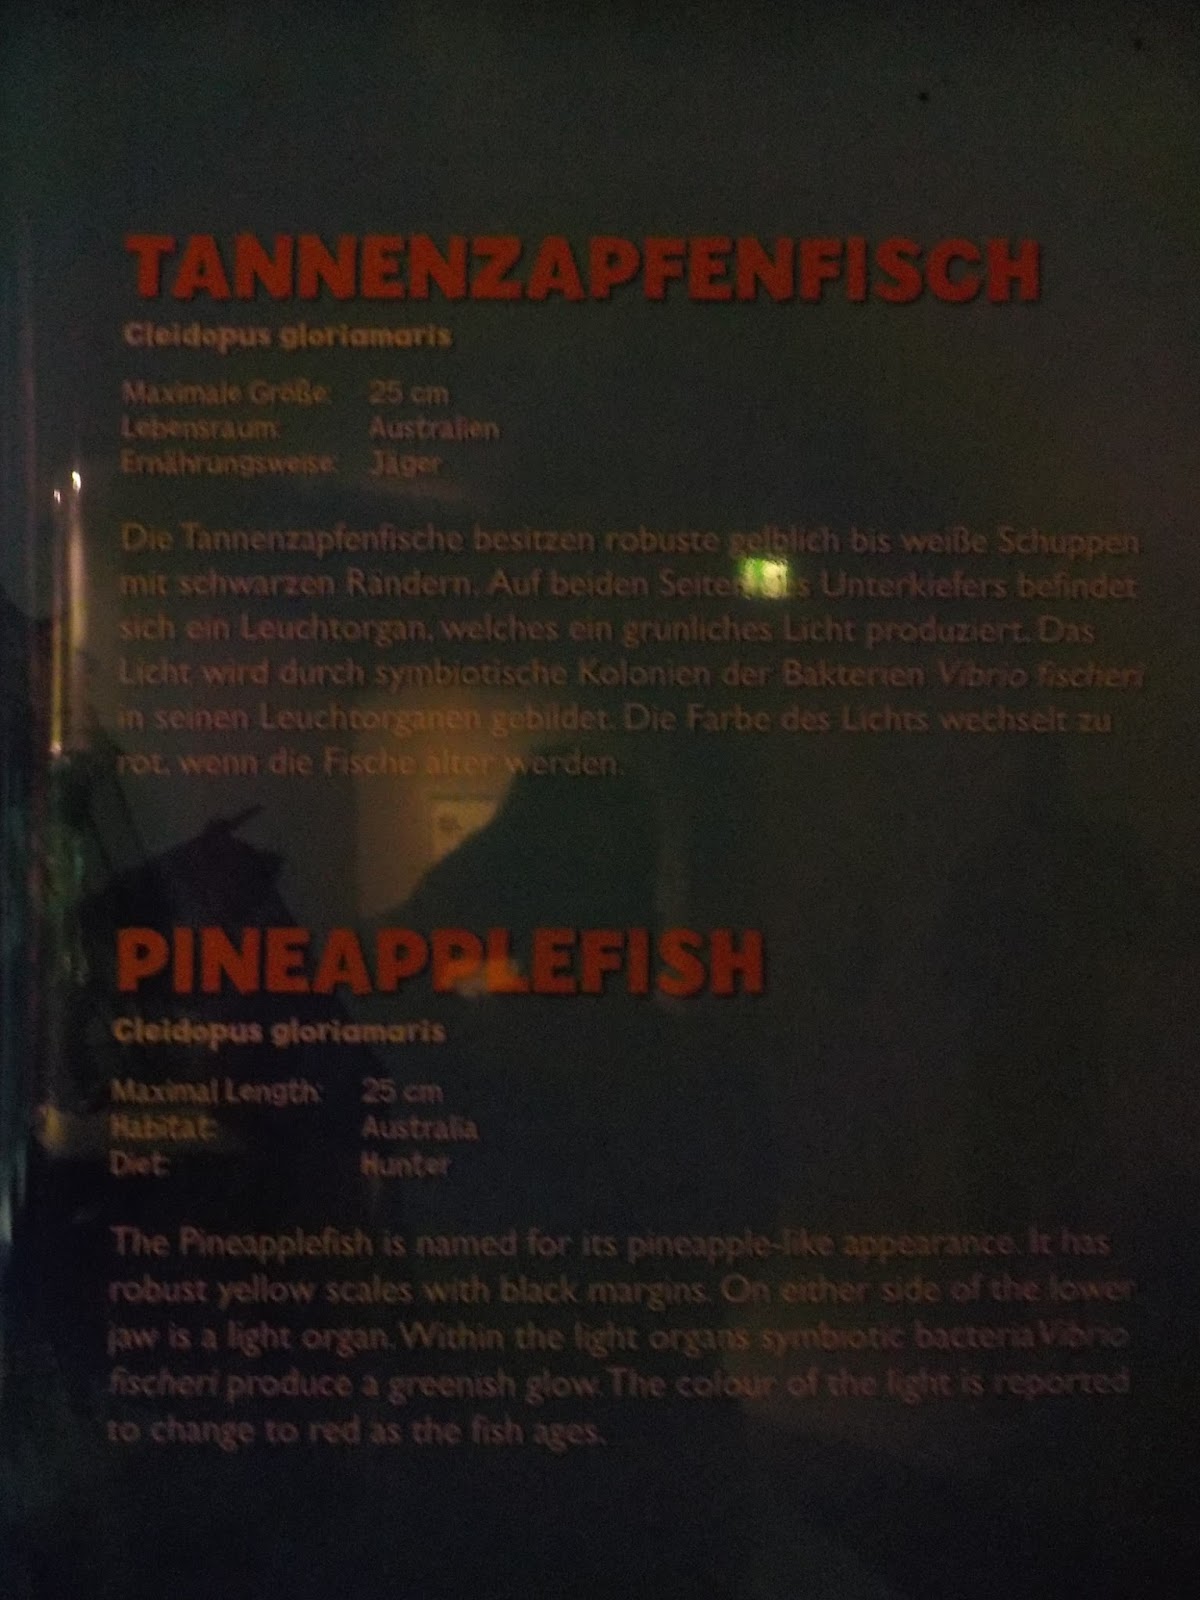 TANNENZAPFENFISCH
Cleidopus gloriamaris
Maximale Größe: 25 cm
Lebensraum: Australien
Ernährungsweise: Jäger
Die Tannenzapfenfische besitzen robuste gelblich bis weiße Schuppen
mit schwarzen Rändern. Auf beiden Seiten des Unterkiefers befindet
sich ein Leuchtorgan, welches ein grünliches Licht produziert. Das
Licht wird durch symbiotische Kolonien der Bakterien Vibrio fischeri
in seinen Leuchtorganen gebildet. Die Farbe des Lichts wechselt zu
rot, wenn die Fische älter werden.
PINEAPPLEFISH
Cleidopus gloriamaris
Maximal Length: 25 cm
Habitat: Australia
Diet: Hunter
The Pineapplefish is named for its pineapple-like appearance. It has
robust yellow scales with black margins. On either side of the lower
jaw is a light organ. Within the light organs symbiotic bacteria Vibrio
fischeri produce a greenish glow. The colour of the light is reported
to change to red as the fish ages.